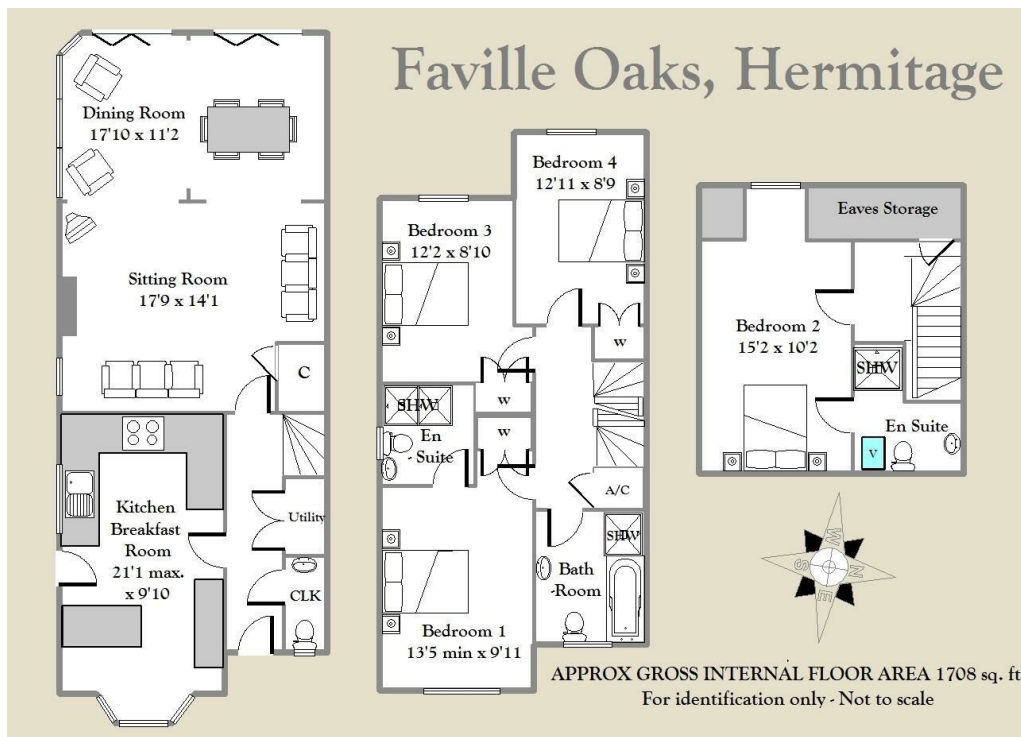 Faville Oaks, Hermitage
Dining Room
17'10 x 11'2
Sitting Room
17'9 x 14'1
C
Kitchen
Breakfast
Room
21'1 max.
x 9'10
Utility
CLK
Bedroom 4
12'11 x 8'9
Bedroom 3
12'2 x 8'10
w
w
SHW
En
- Suite
w
A/C
SHW
Bath
-Room
Bedroom 1
13'5 min x 9'11
Eaves Storage
Bedroom 2
15'2 x 10'2
SHW
En Suite
V
W
N
S
E
APPROX GROSS INTERNAL FLOOR AREA 1708 sq. ft
For identification only - Not to scale